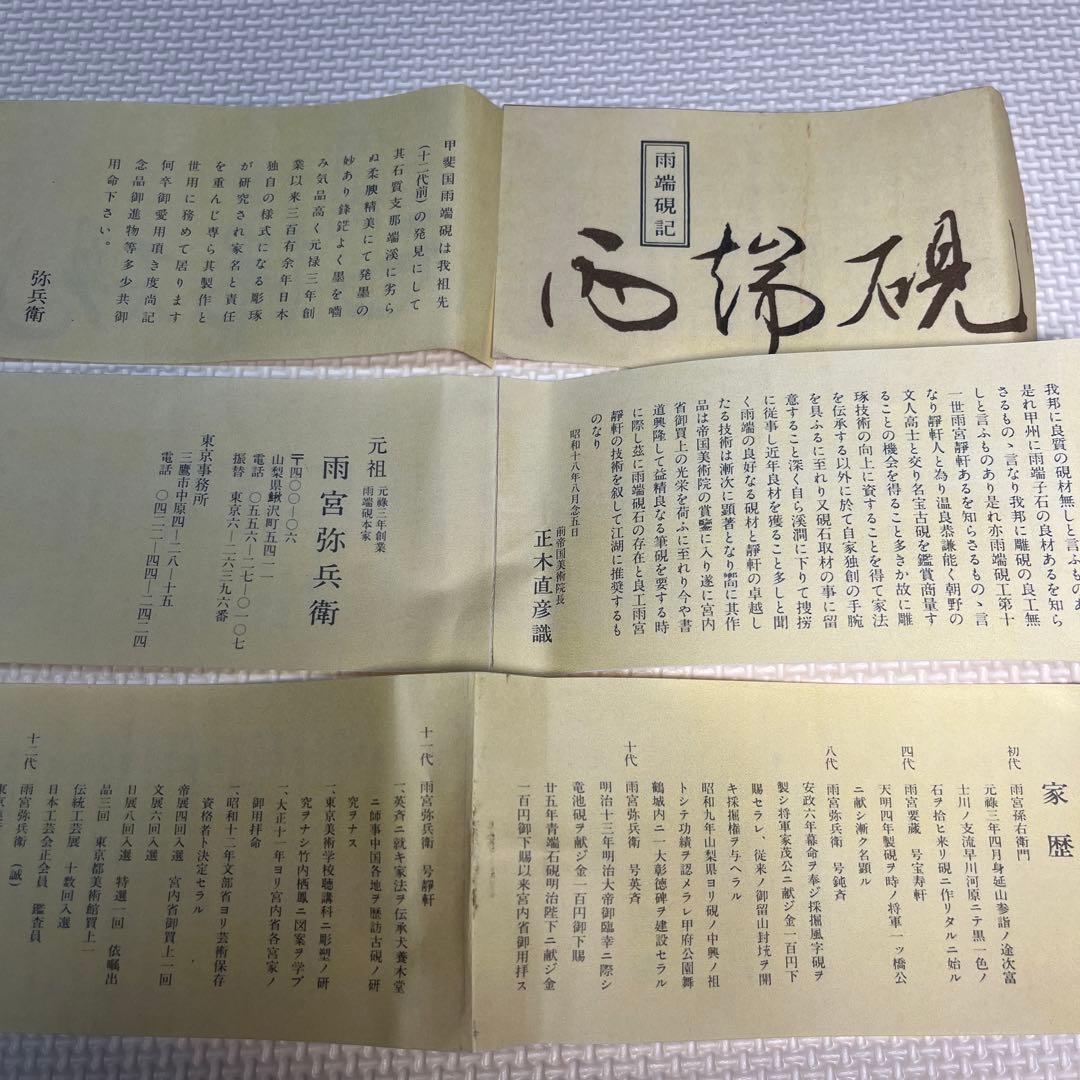 雨端硯記
雨端硯
甲斐国雨端硯は我祖先
(十二代前)の発見にして
其石質支那端溪に劣ら
ぬ柔腴精美にて発墨の
妙あり鋒鋩よく墨を嚙
み気品高く元禄三年創
業以来三百有余年日本
独自の様式になる彫琢
が研究され家名と責任
を重んじ専ら其製作と
世用に務めて居ります
何卒御愛用頂き度尚記
念品御進物等多少共御
用命下さい。
弥兵衛
我邦に良質の硯材無しと言ふものあ
是れ甲州に雨端子石の良材あるを知ら
さるものゝ言なり我邦に雕硯の良工無
しと言ふものあり是れ亦雨端硯工第十
一世雨宮靜軒あるを知らさるものゝ言
なり靜軒人と為り温良恭謙能く朝野の
文人高士と交り名宝古硯を鑑賞商量す
ることの機会を得ること多きか故に雕
琢技術の向上に資することを得て家法
を伝承する以外に於て自家独創の手腕
を具ふるに至れり又硯石取材の事に留
意すること深く自ら溪澗に下りて捜撈
に従事し近年良材を獲ること多しと聞
く雨端の良好なる硯材と靜軒の卓越し
たる技術は漸次に顕著となり嚮に其作
品は帝国美術院の賞鑒に入り遂に宮内
省御買上の光栄を荷ふに至れり今や書
道興隆して益精良なる筆硯を要する時
に際し茲に雨端硯石の存在と良工雨宮
靜軒の技術を叙して江湖に推奨するも
のなり
昭和十八年八月念五日
前帝国美術院長
正木直彦識
元祖 元禄三年創業
雨端硯本家
雨宮弥兵衛
〒四〇〇―〇六
山梨県鰍沢町五四一一
電話 〇五五六―二七―〇一〇七
振替 東京六―二六三九六番
東京事務所
三鷹市中原四―二八―十五
電話 〇四二二―四四―二四二四
家歴
初代 雨宮孫右衛門
元禄三年四月身延山参詣ノ途次富
士川ノ支流早川河原ニテ黒一色ノ
石ヲ拾ヒ来リ硯ニ作リタルニ始ル
四代 雨宮要蔵 号宝寿軒
天明四年製硯ヲ時ノ将軍一ッ橋公
ニ献ジ漸ク名顕ル
八代 雨宮弥兵衛 号鈍斉
安政六年幕命ヲ奉ジ採掘風字硯ヲ
製シ将軍家茂公ニ献ジ金一百円下
賜セラレ、従来ノ御留山封坑ヲ開
キ採掘権ヲ与ヘラル
昭和九年山梨県ヨリ硯ノ中興ノ祖
トシテ功績ヲ認メラレ甲府公園舞
鶴城内ニ一大彰徳碑ヲ建設セラル
十代 雨宮弥兵衛 号英斉
明治十三年明治大帝御臨幸ニ際シ
竜池硯ヲ献ジ金一百円御下賜
廿五年青端石硯明治陛下ニ献ジ金
一百円御下賜以来宮内省御用拝ス
十一代 雨宮弥兵衛 号靜軒
一、英斉ニ就キ家法ヲ伝承犬養木堂
ニ師事中国各地ヲ歴訪古硯ノ研
究ヲナス
一、東京美術学校聴講科ニ彫塑ノ研
究ヲナシ竹内栖鳳ニ図案ヲ学ブ
一、大正十一年ヨリ宮内省各宮家ノ
御用拝命
一、昭和十二年文部省ヨリ芸術保存
資格者ト決定セラル
帝展四回入選 宮内省御買上一回
文展六回入選
日展八回入選 特選一回 依嘱出
品三回 東京都美術館買上一
伝統工芸展 十数回入選
日本工芸会正会員 鑑査員
十二代 雨宮弥兵衛(誠)